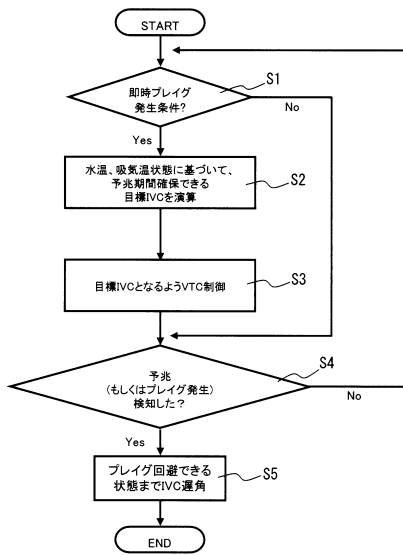 START
S1
即時プレイグ
発生条件?
No
Yes
水温、吸気温状態に基づいて、
予兆期間確保できる
目標IVCを演算
S2
目標IVCとなるようVTC制御
S3
予兆
(もしくはプレイグ発生)
検知した?
S4
No
Yes
プレイグ回避できる
状態までIVC遅角
S5
END